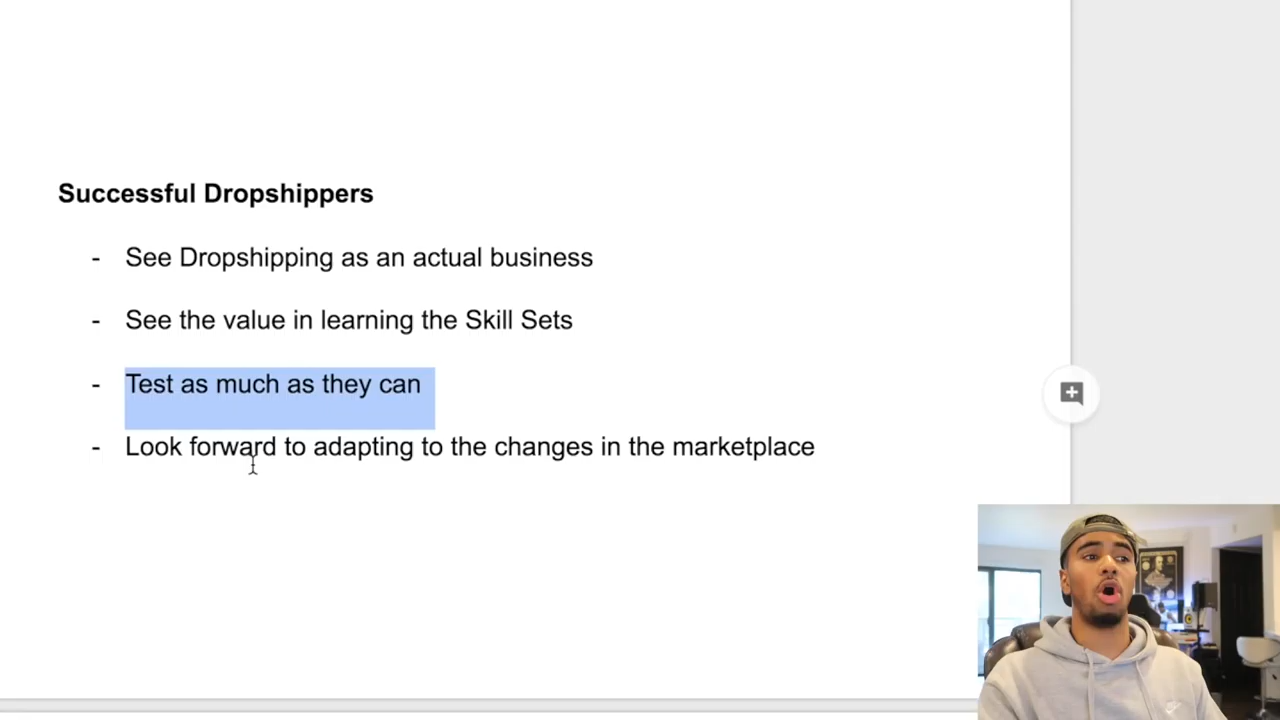 Successful Dropshippers
- See Dropshipping as an actual business
- See the value in learning the Skill Sets
- Test as much as they can
- Look forward to adapting to the changes in the marketplace